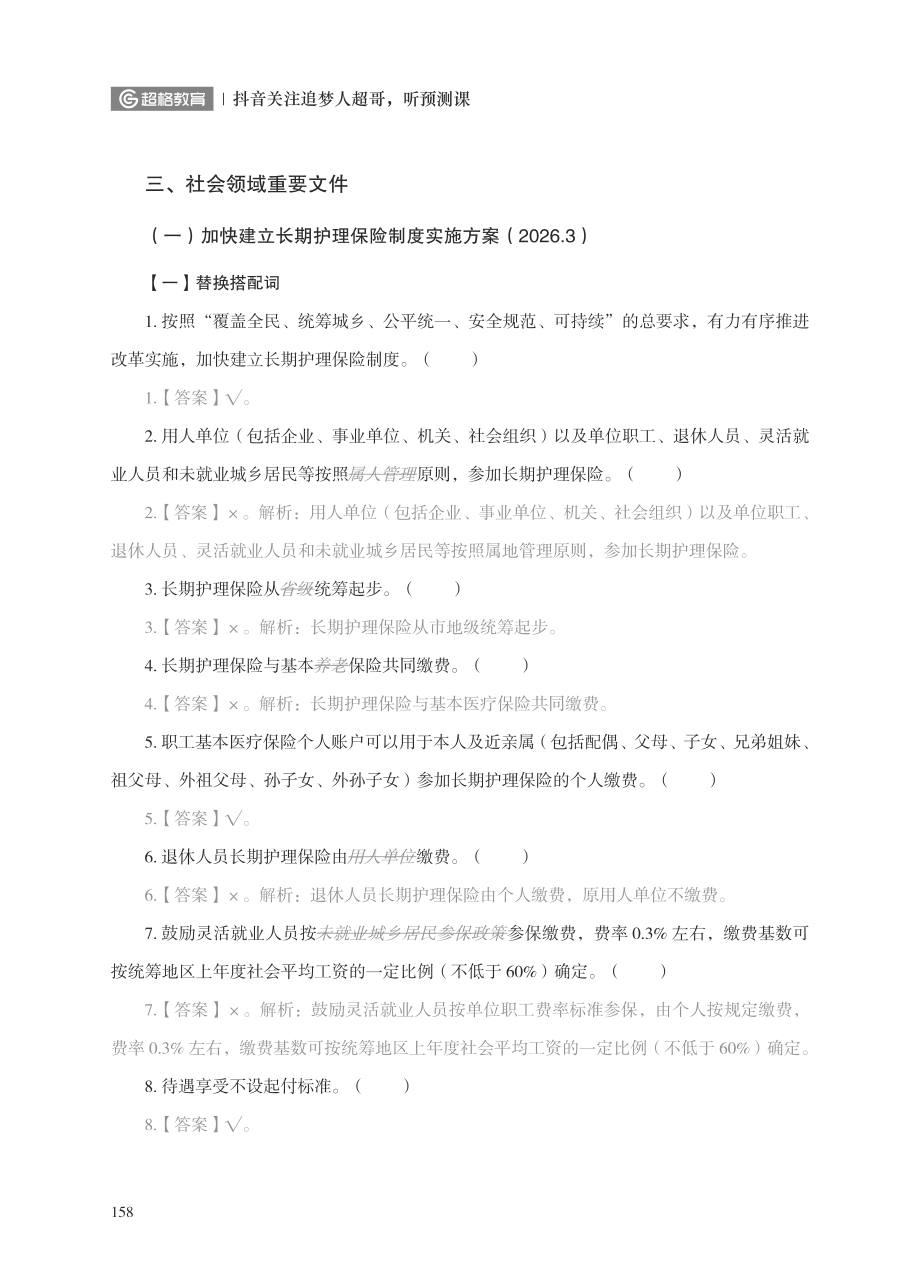 超格教育 | 抖音关注追梦人超哥，听预测课
三、社会领域重要文件
（一）加快建立长期护理保险制度实施方案（2026.3）
【一】替换搭配词
1. 按照“覆盖全民、统筹城乡、公平统一、安全规范、可持续”的总要求，有力有序推进
改革实施，加快建立长期护理保险制度。（　　）
1.【答案】√。
2. 用人单位（包括企业、事业单位、机关、社会组织）以及单位职工、退休人员、灵活就
业人员和未就业城乡居民等按照属人管理原则，参加长期护理保险。（　　）
2.【答案】×。解析：用人单位（包括企业、事业单位、机关、社会组织）以及单位职工、
退休人员、灵活就业人员和未就业城乡居民等按照属地管理原则，参加长期护理保险。
3. 长期护理保险从省级统筹起步。（　　）
3.【答案】×。解析：长期护理保险从市地级统筹起步。
4. 长期护理保险与基本养老保险共同缴费。（　　）
4.【答案】×。解析：长期护理保险与基本医疗保险共同缴费。
5. 职工基本医疗保险个人账户可以用于本人及近亲属（包括配偶、父母、子女、兄弟姐妹、
祖父母、外祖父母、孙子女、外孙子女）参加长期护理保险的个人缴费。（　　）
5.【答案】√。
6. 退休人员长期护理保险由用人单位缴费。（　　）
6.【答案】×。解析：退休人员长期护理保险由个人缴费，原用人单位不缴费。
7. 鼓励灵活就业人员按未就业城乡居民参保政策参保缴费，费率 0.3% 左右，缴费基数可
按统筹地区上年度社会平均工资的一定比例（不低于 60%）确定。（　　）
7.【答案】×。解析：鼓励灵活就业人员按单位职工费率标准参保，由个人按规定缴费，
费率 0.3% 左右，缴费基数可按统筹地区上年度社会平均工资的一定比例（不低于 60%）确定。
8. 待遇享受不设起付标准。（　　）
8.【答案】√。
158